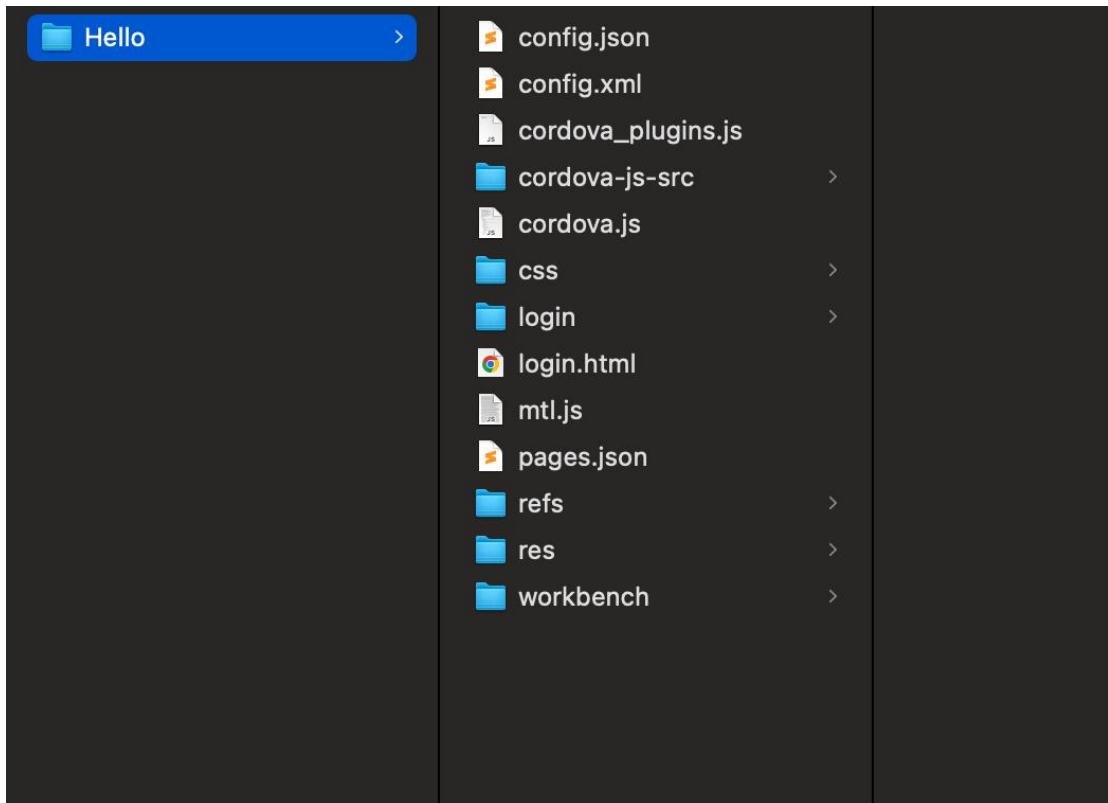 Hello
config.json
config.xml
cordova_plugins.js
cordova-js-src
cordova.js
css
login
login.html
mtl.js
pages.json
refs
res
workbench